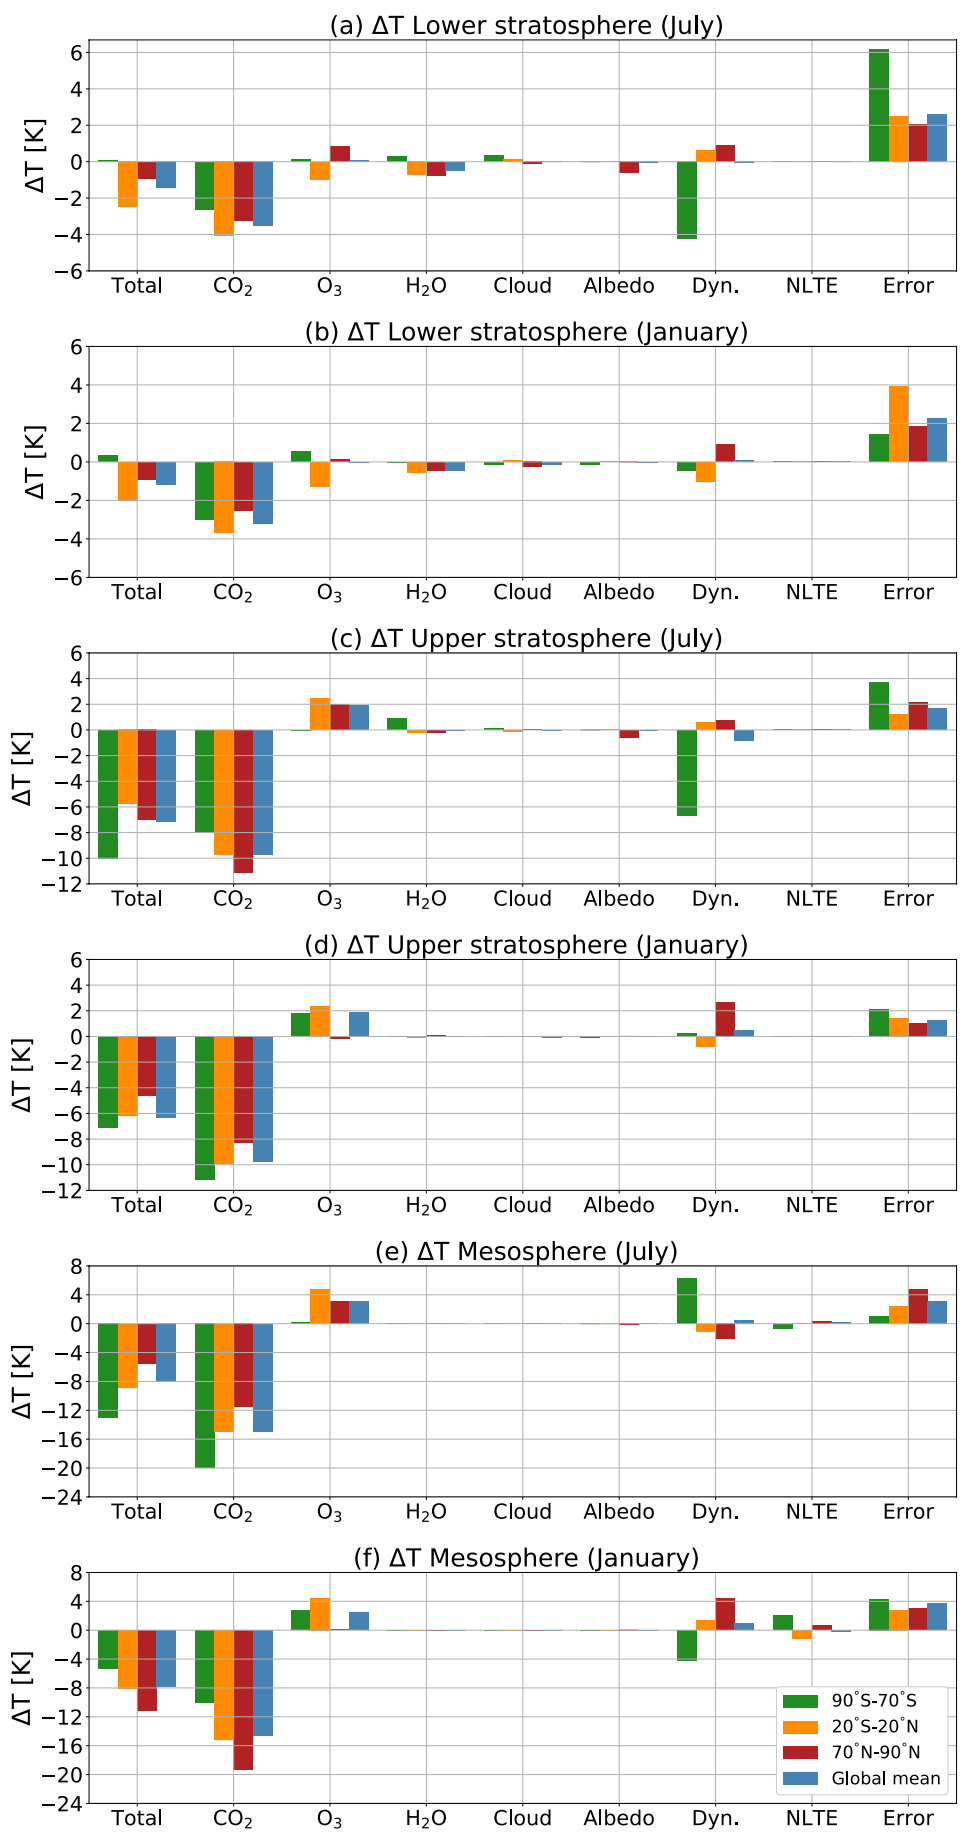 (a) ΔT Lower stratosphere (July)
ΔT [K]
6
4
2
0
−2
−4
−6
Total CO₂ O₃ H₂O Cloud Albedo Dyn. NLTE Error
(b) ΔT Lower stratosphere (January)
ΔT [K]
6
4
2
0
−2
−4
−6
Total CO₂ O₃ H₂O Cloud Albedo Dyn. NLTE Error
(c) ΔT Upper stratosphere (July)
ΔT [K]
6
4
2
0
−2
−4
−6
−8
−10
−12
Total CO₂ O₃ H₂O Cloud Albedo Dyn. NLTE Error
(d) ΔT Upper stratosphere (January)
ΔT [K]
6
4
2
0
−2
−4
−6
−8
−10
−12
Total CO₂ O₃ H₂O Cloud Albedo Dyn. NLTE Error
(e) ΔT Mesosphere (July)
ΔT [K]
8
4
0
−4
−8
−12
−16
−20
−24
Total CO₂ O₃ H₂O Cloud Albedo Dyn. NLTE Error
(f) ΔT Mesosphere (January)
ΔT [K]
8
4
0
−4
−8
−12
−16
−20
−24
90°S-70°S
20°S-20°N
70°N-90°N
Global mean
Total CO₂ O₃ H₂O Cloud Albedo Dyn. NLTE Error